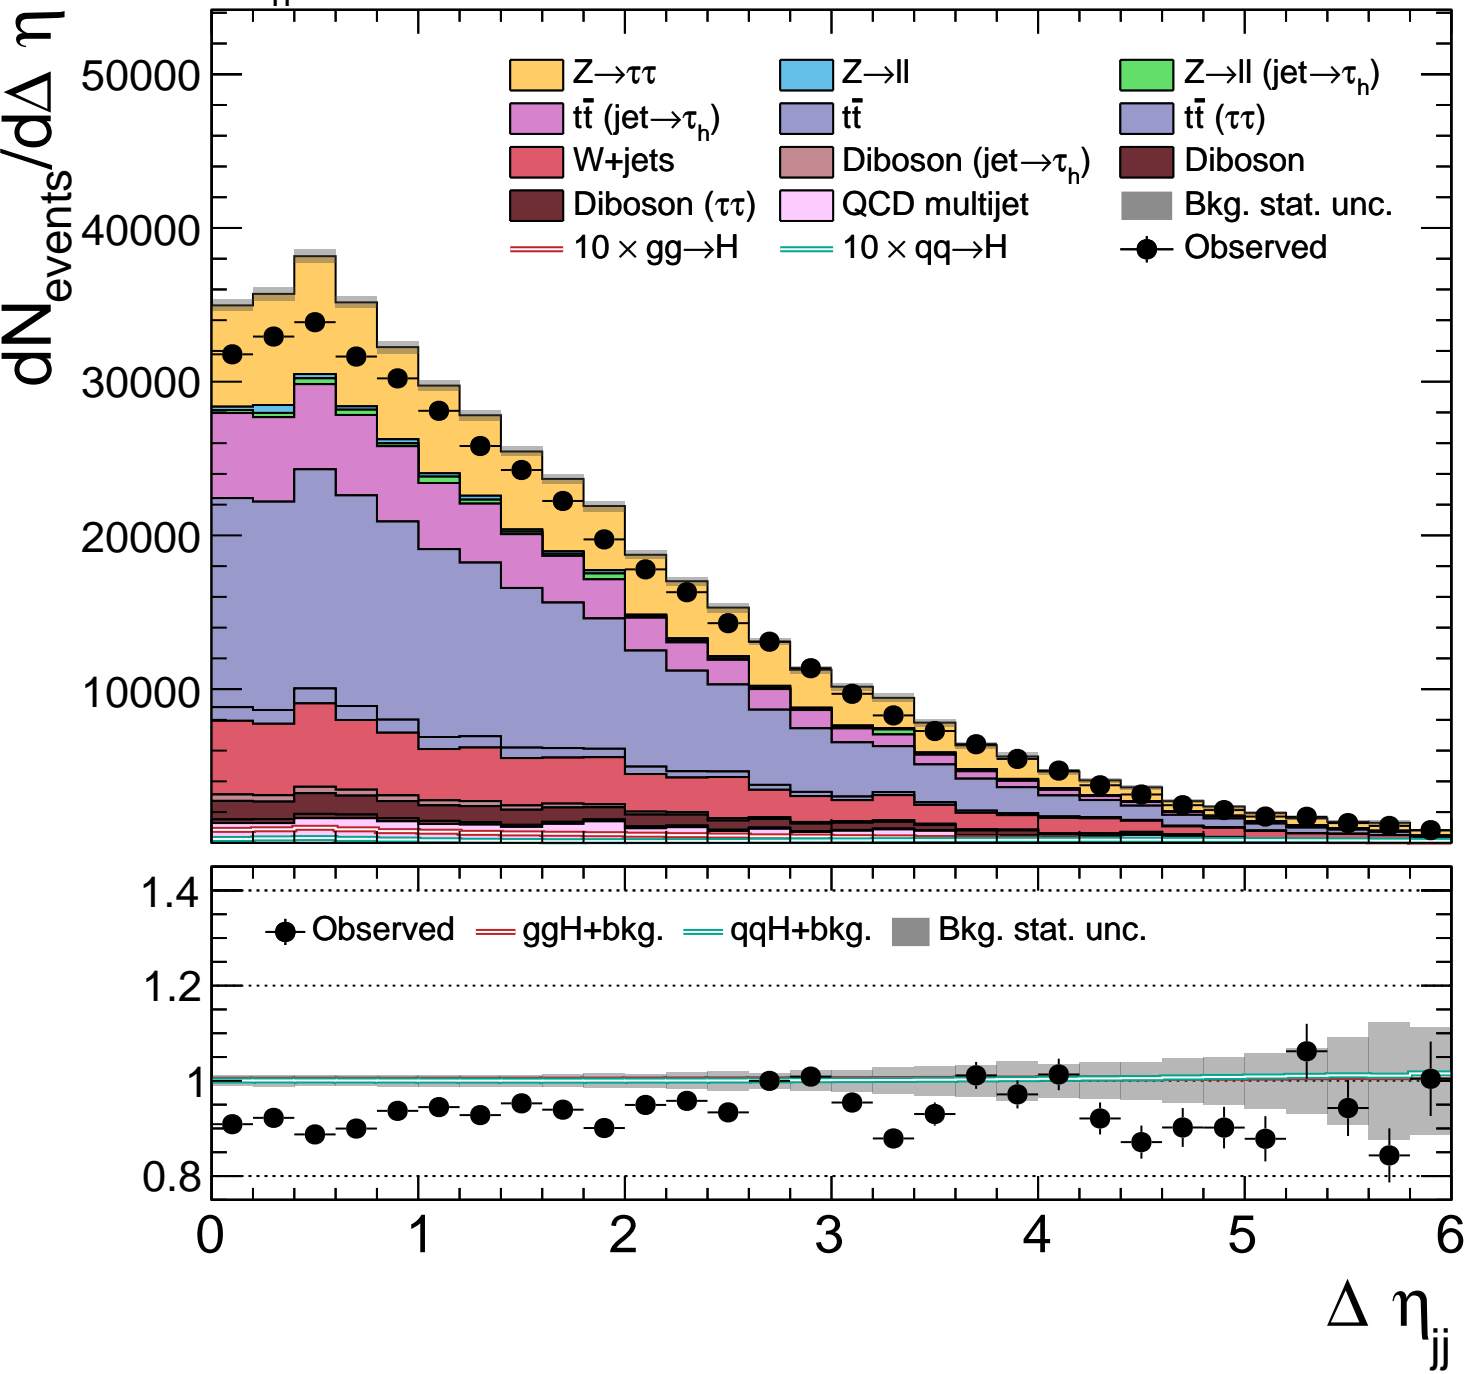 dN_events/dΔ η_jj
50000
40000
30000
20000
10000
Z→ττ Z→ll Z→ll (jet→τ_h)
tt̄ (jet→τ_h) tt̄ tt̄ (ττ)
W+jets Diboson (jet→τ_h) Diboson
Diboson (ττ) QCD multijet Bkg. stat. unc.
10 × gg→H 10 × qq→H Observed
1.4
1.2
1
0.8
Observed ggH+bkg. qqH+bkg. Bkg. stat. unc.
0 1 2 3 4 5 6
Δ η_jj